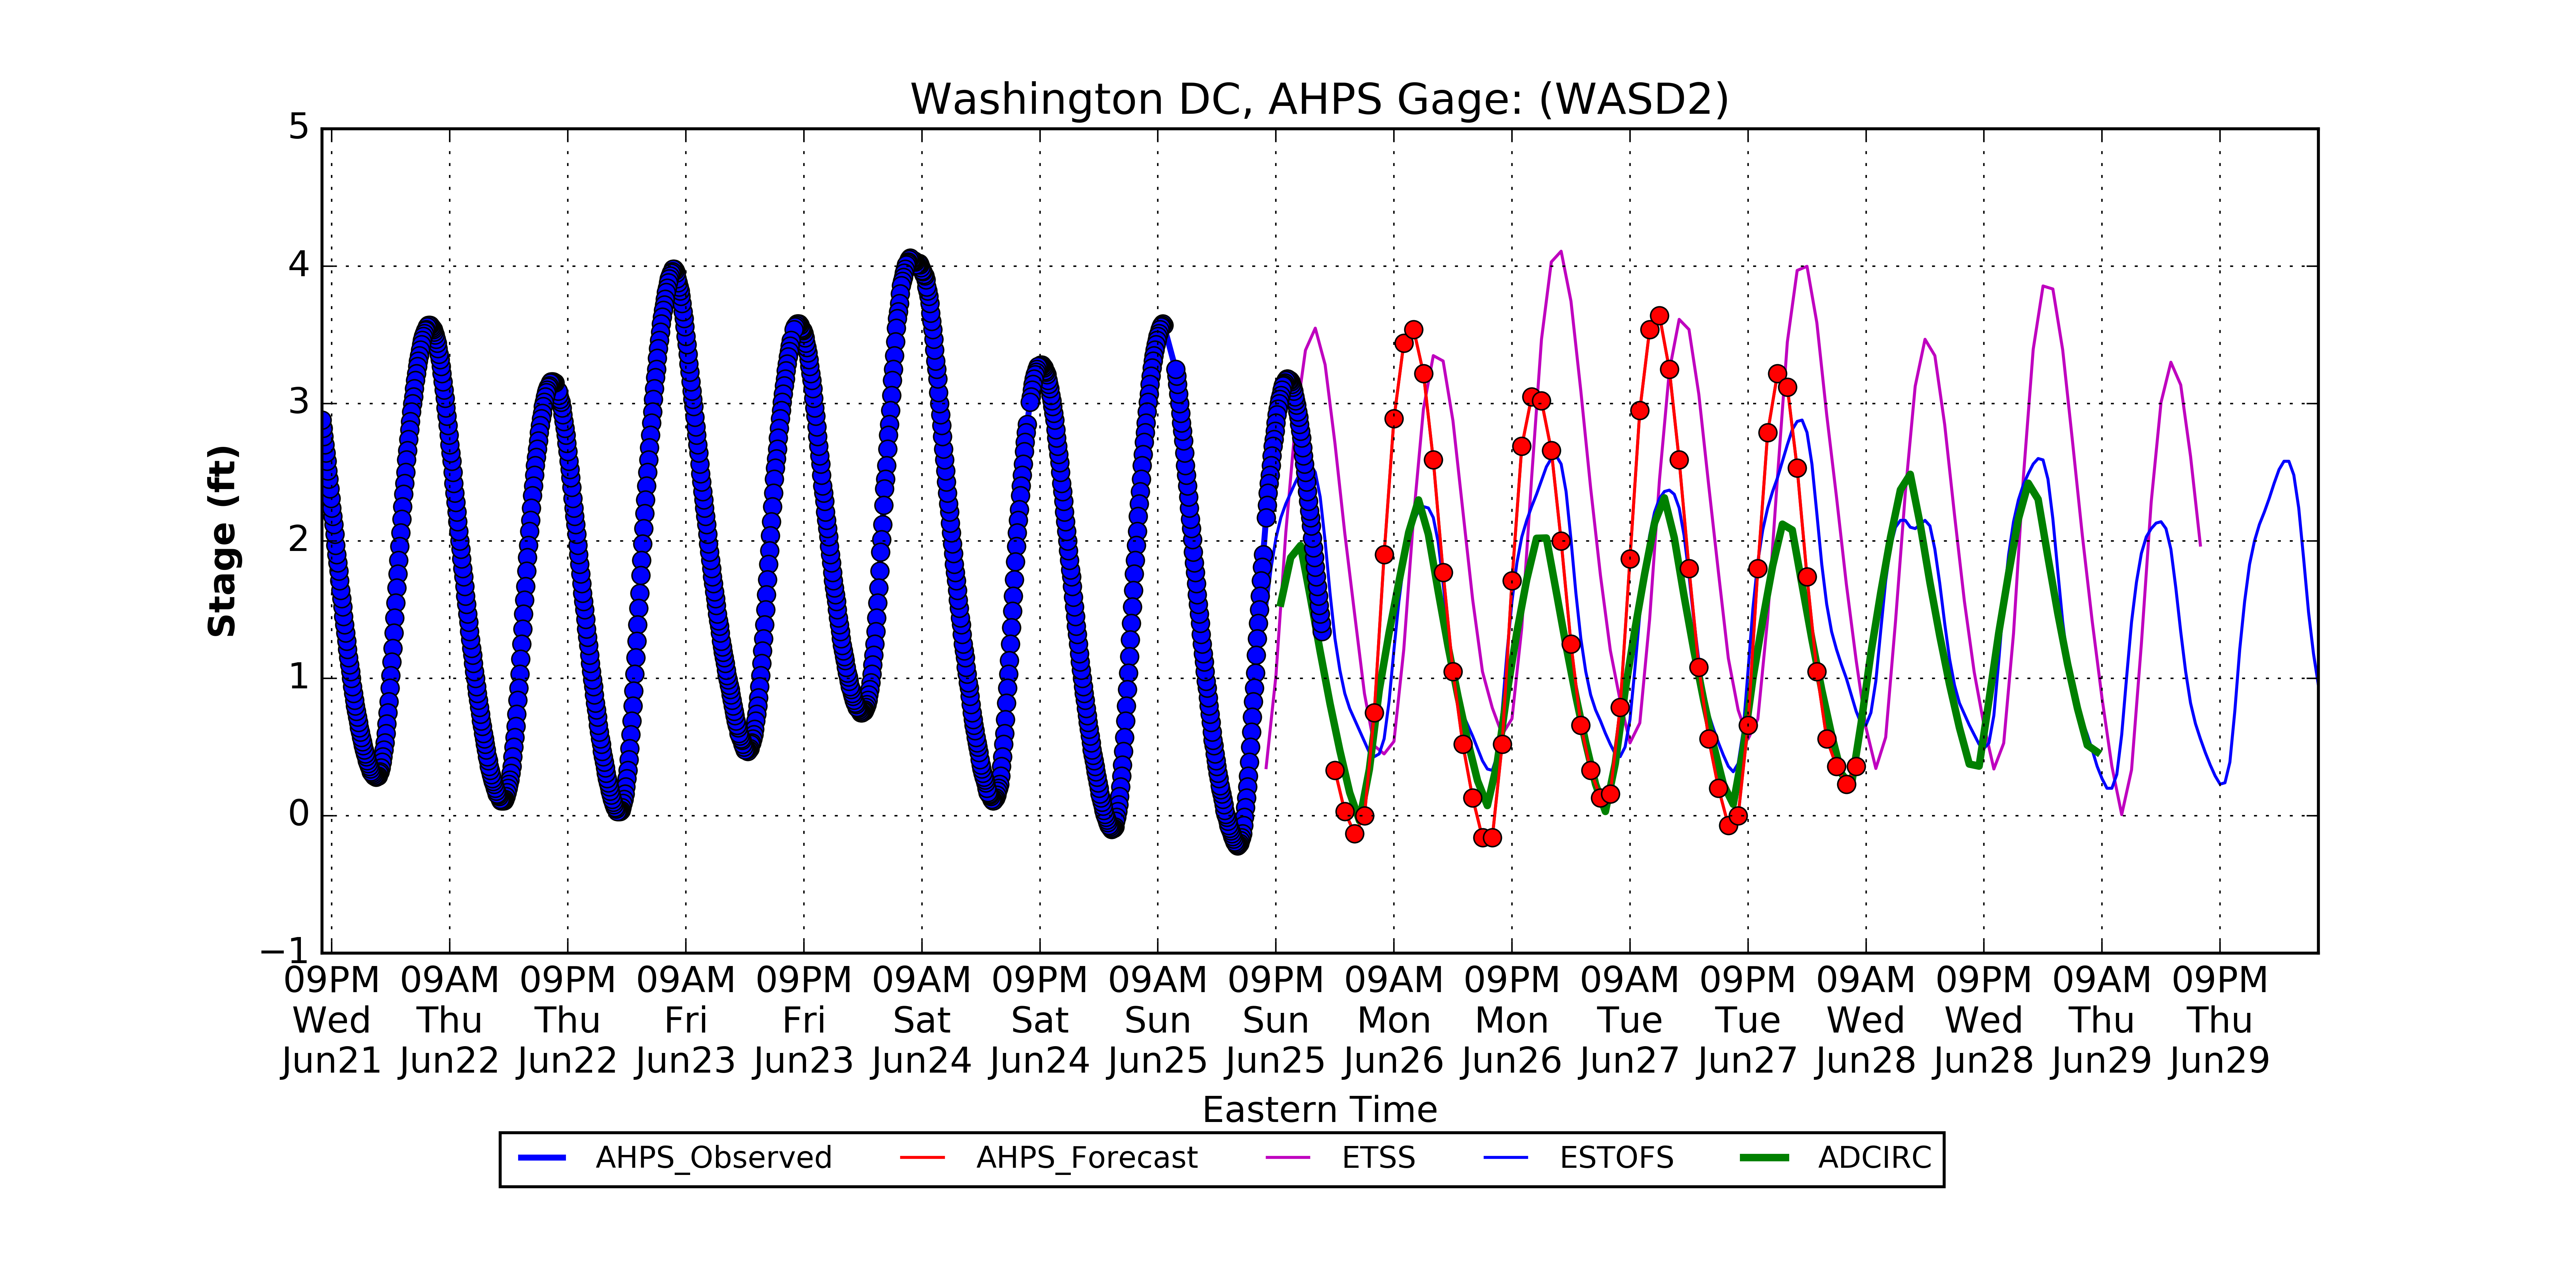 Washington DC, AHPS Gage: (WASD2)
5
4
3
2
1
0
−1
Stage (ft)
09PM 09AM 09PM 09AM 09PM 09AM 09PM 09AM 09PM 09AM 09PM 09AM 09PM 09AM 09PM 09AM 09PM
Wed Thu Thu Fri Fri Sat Sat Sun Sun Mon Mon Tue Tue Wed Wed Thu Thu
Jun21 Jun22 Jun22 Jun23 Jun23 Jun24 Jun24 Jun25 Jun25 Jun26 Jun26 Jun27 Jun27 Jun28 Jun28 Jun29 Jun29
Eastern Time
AHPS_Observed AHPS_Forecast ETSS ESTOFS ADCIRC